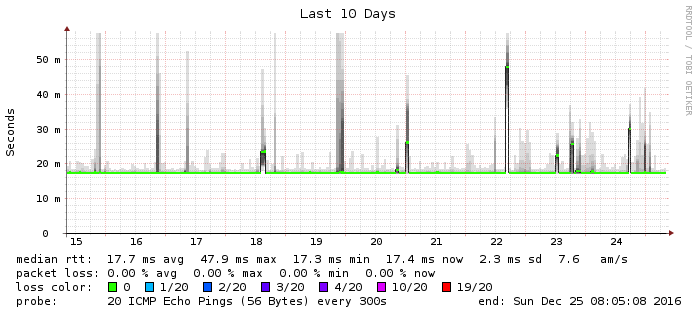 Last 10 Days
RRDTOOL / TOBI OETIKER
Seconds
50 m
40 m
30 m
20 m
10 m
0
15 16 17 18 19 20 21 22 23 24
median rtt: 17.7 ms avg 47.9 ms max 17.3 ms min 17.4 ms now 2.3 ms sd 7.6 am/s
packet loss: 0.00 % avg 0.00 % max 0.00 % min 0.00 % now
loss color: 0 1/20 2/20 3/20 4/20 10/20 19/20
probe: 20 ICMP Echo Pings (56 Bytes) every 300s end: Sun Dec 25 08:05:08 2016